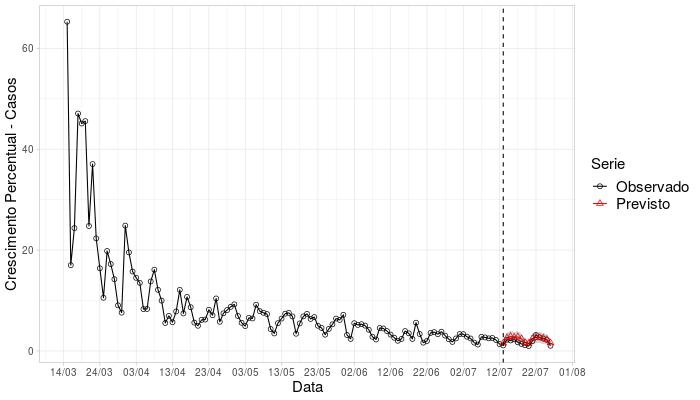 Crescimento Percentual - Casos
60
40
20
0
14/03 24/03 03/04 13/04 23/04 03/05 13/05 23/05 02/06 12/06 22/06 02/07 12/07 22/07 01/08
Data
Serie
Observado
Previsto